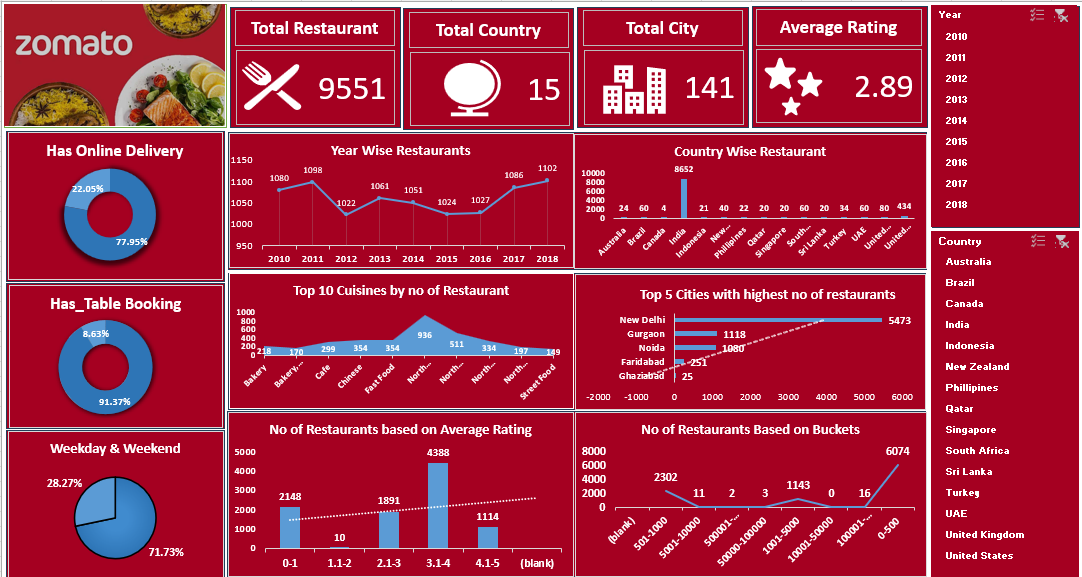 zomato
Total Restaurant
9551
Total Country
15
Total City
141
Average Rating
2.89
Has Online Delivery
22.05%
77.95%
Has_Table Booking
8.63%
91.37%
Weekday & Weekend
28.27%
71.73%
Year Wise Restaurants
1150
1100
1050
1000
950
1080
1098
1022
1061
1051
1024
1027
1086
1102
2010 2011 2012 2013 2014 2015 2016 2017 2018
Country Wise Restaurant
10000
8000
6000
4000
2000
0
24 60 4 8652 21 40 22 20 20 60 20 34 60 80 434
Australia
Brazil
Canada
India
Indonesia
New...
Philipines
Qatar
Singapore
South...
Sri Lanka
Turkey
UAE
United...
United...
Top 10 Cuisines by no of Restaurant
1000
800
600
400
200
0
218 170 299 354 354 936 511 334 197 149
Bakery
Bakery,...
Cafe
Chinese
Fast Food
North...
North...
North...
North...
Street Food
Top 5 Cities with highest no of restaurants
New Delhi 5473
Gurgaon 1118
Noida 1080
Faridabad 251
Ghaziabad 25
-2000 -1000 0 1000 2000 3000 4000 5000 6000
No of Restaurants based on Average Rating
5000
4000
3000
2000
1000
0
2148
10
1891
4388
1114
0-1 1.1-2 2.1-3 3.1-4 4.1-5 (blank)
No of Restaurants Based on Buckets
8000
6000
4000
2000
0
2302 11 2 3 1143 0 16 6074
(blank)
501-1000
5001-10000
500001-...
50000-100000
1001-5000
10001-50000
100001-...
0-500
Year
2010
2011
2012
2013
2014
2015
2016
2017
2018
Country
Australia
Brazil
Canada
India
Indonesia
New Zealand
Phillipines
Qatar
Singapore
South Africa
Sri Lanka
Turkey
UAE
United Kingdom
United States